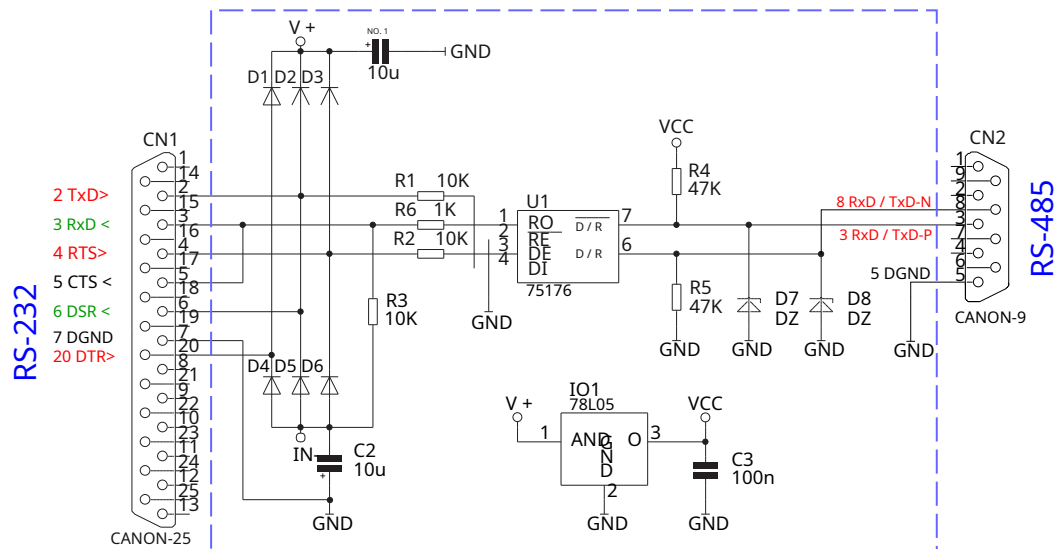 V +
NO. 1
+
10u
GND
D1 D2 D3
CN1
1
14
2
15
3
16
4
17
5
18
6
19
7
20
8
21
9
22
10
23
11
24
12
25
13
CANON-25
RS-232
2 TxD>
3 RxD <
4 RTS>
5 CTS <
6 DSR <
7 DGND
20 DTR>
R1 10K
R6 1K
R2 10K
R3
10K
GND
D4 D5 D6
IN-
C2
10u
+
GND
U1
1
2
3
4
RO
RE
DE
DI
D / R
D / R
7
6
75176
VCC
R4
47K
R5
47K
GND
D7
DZ
GND
D8
DZ
GND
8 RxD / TxD-N
3 RxD / TxD-P
5 DGND
GND
CN2
1
9
2
8
3
7
4
6
5
CANON-9
RS-485
IO1
78L05
V +
1
AND
GND
O
3
2
GND
VCC
C3
100n
GND